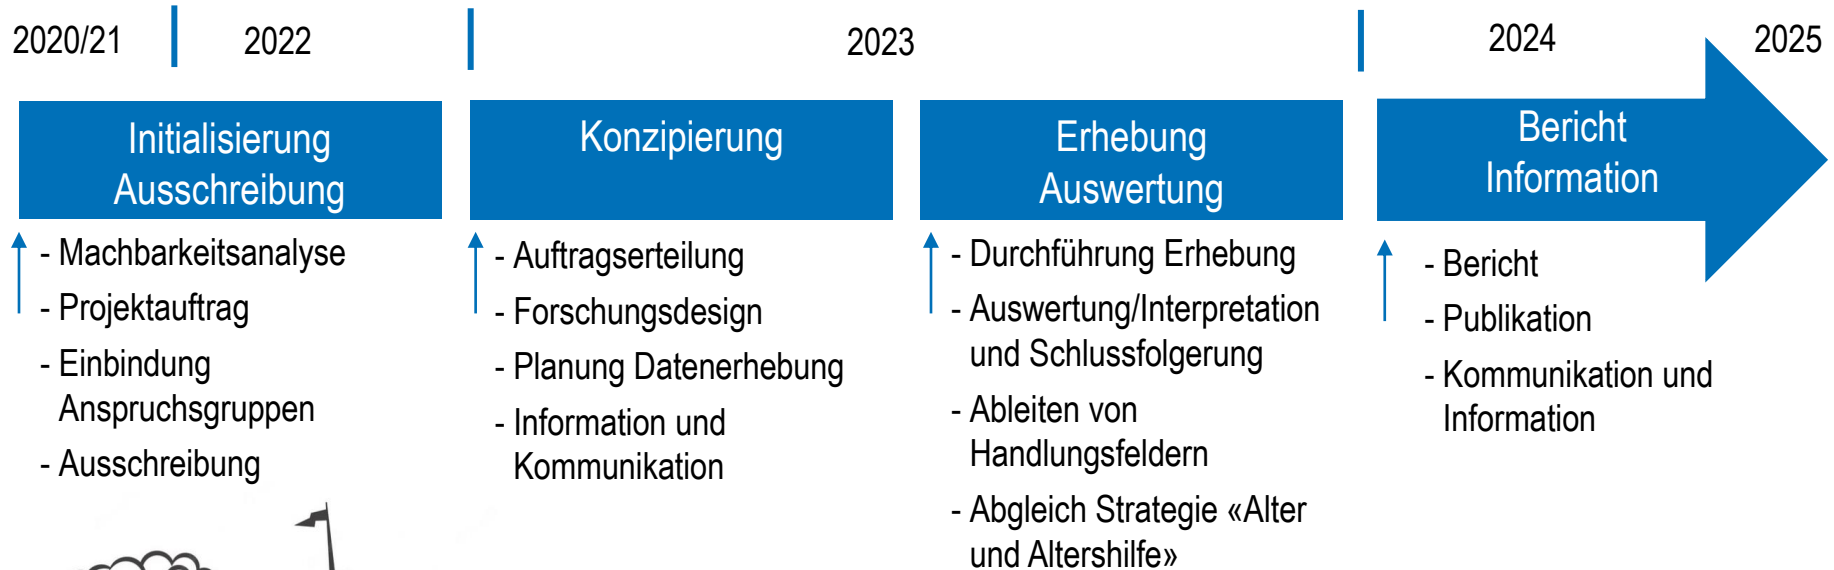 2020/21
2022
2023
2024
2025
Initialisierung
Ausschreibung
Konzipierung
Erhebung
Auswertung
Bericht
Information
- Machbarkeitsanalyse
- Projektauftrag
- Einbindung
Anspruchsgruppen
- Ausschreibung
- Auftragserteilung
- Forschungsdesign
- Planung Datenerhebung
- Information und
Kommunikation
- Durchführung Erhebung
- Auswertung/Interpretation
und Schlussfolgerung
- Ableiten von
Handlungsfeldern
- Abgleich Strategie «Alter
und Altershilfe»
- Bericht
- Publikation
- Kommunikation und
Information